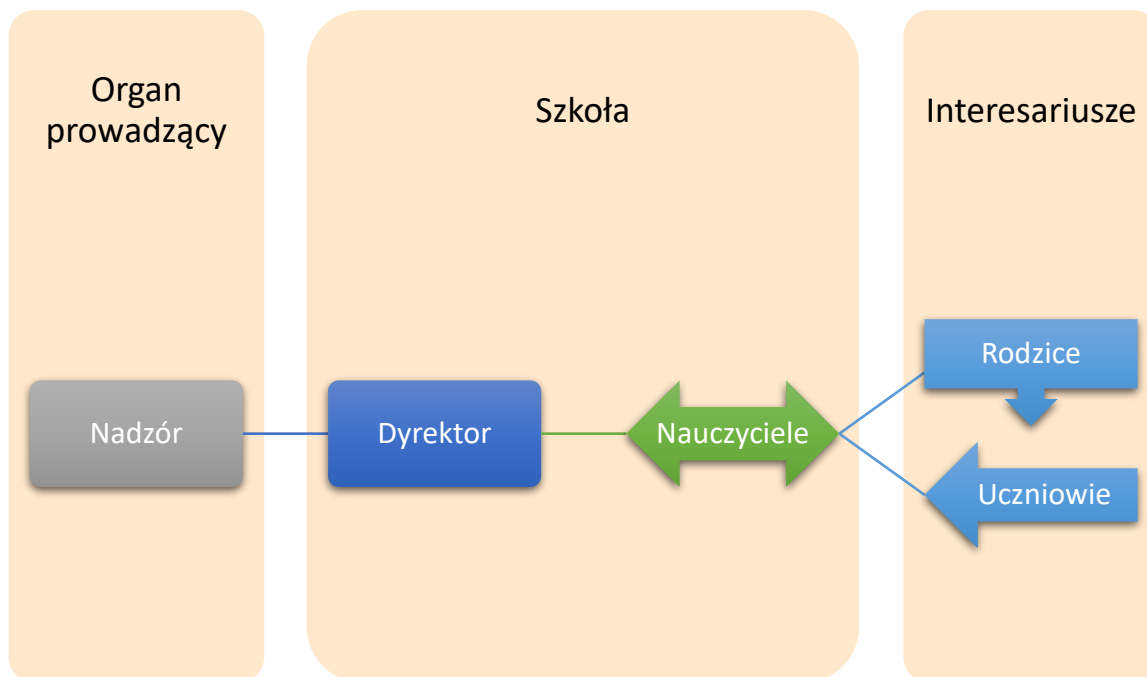 Organ
prowadzący
Szkoła
Interesariusze
Nadzór
Dyrektor
Nauczyciele
Rodzice
Uczniowie